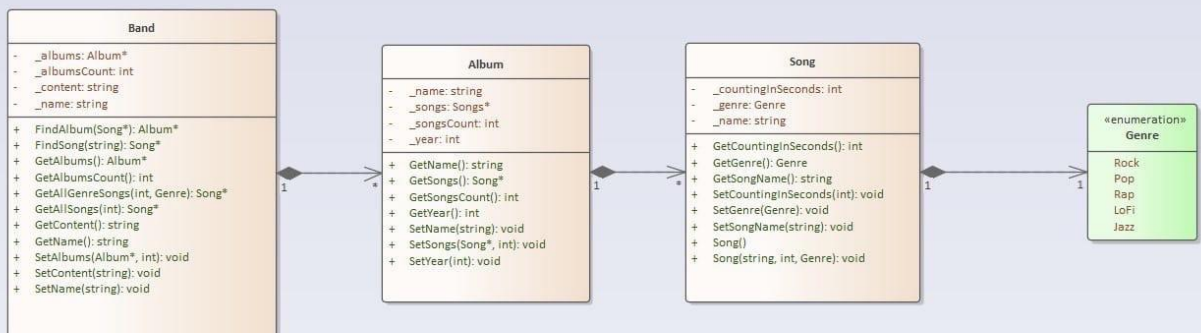 Band
- _albums: Album*
- _albumsCount: int
- _content: string
- _name: string
+ FindAlbum(Song*): Album*
+ FindSong(string): Song*
+ GetAlbums(): Album*
+ GetAlbumsCount(): int
+ GetAllGenreSongs(int, Genre): Song*
+ GetAllSongs(int): Song*
+ GetContent(): string
+ GetName(): string
+ SetAlbums(Album*, int): void
+ SetContent(string): void
+ SetName(string): void
1
*
Album
- _name: string
- _songs: Songs*
- _songsCount: int
- _year: int
+ GetName(): string
+ GetSongs(): Song*
+ GetSongsCount(): int
+ GetYear(): int
+ SetName(string): void
+ SetSongs(Song*, int): void
+ SetYear(int): void
1
*
Song
- _countingInSeconds: int
- _genre: Genre
- _name: string
+ GetCountingInSeconds(): int
+ GetGenre(): Genre
+ GetSongName(): string
+ SetCountingInSeconds(int): void
+ SetGenre(Genre): void
+ SetSongName(string): void
+ Song()
+ Song(string, int, Genre): void
1
1
«enumeration»
Genre
Rock
Pop
Rap
LoFi
Jazz